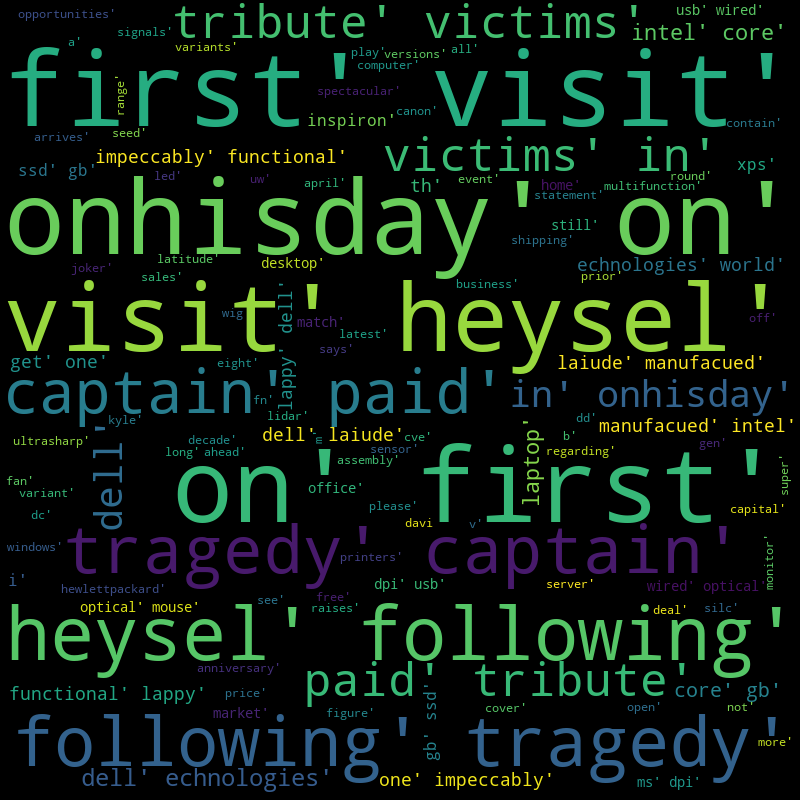 opportunities' tribute' victims' usb' wired'
a' signals' variants' play' versions' all' intel' core'
computer'
first' visit'
range' spectacular' canon'
seed' inspiron' contain'
arrives' victims' in'
ssd' gb' impeccably' functional' xps'
led' uw' april' th' event' home' round' multifunction'
statement'
onhisday' on'
still'
shipping'
latitude' desktop' echnologies' world'
joker' sales' prior'
business'
visit' heysel'
lappy' dell'
wig' match' latest' off'
says'
get' one' eight' laiude' manufacued'
captain' paid' in' onhisday'
fn'
kyle' lidar' dd' manufacued' intel'
dell' laiude' m' cve' b'
ultrasharp' decade' sensor' gen'
long' ahead' regarding'
dell' on' first' laptop'
assembly' super'
fan' variant' office'
please' capital'
dc' davi v'
windows' tragedy' captain'
printers' monitor'
i' hewlettpackard' dpi' usb' server' wired' optical'
see' free'
optical' mouse' raises' deal' silc'
heysel' following'
anniversary'
functional' lappy' price' paid' tribute' core' gb'
market' figure' gb' ssd' cover' open' not'
following' tragedy' more'
dell' echnologies' one' impeccably' ms' dpi'